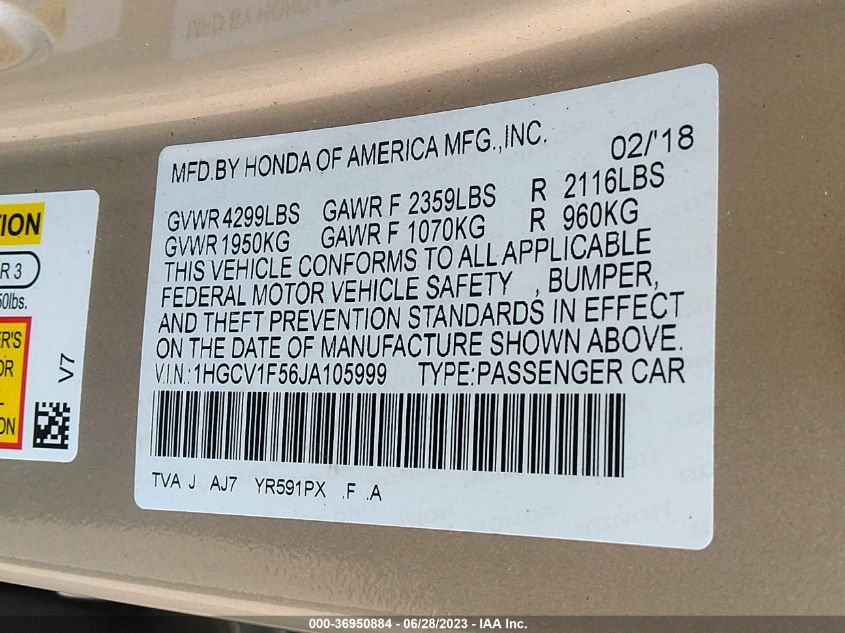 MFD.BY HONDA OF AMERICA MFG.,INC. 02/'18
GVWR 4299LBS GAWR F 2359LBS R 2116LBS
GVWR 1950KG GAWR F 1070KG R 960KG
THIS VEHICLE CONFORMS TO ALL APPLICABLE
FEDERAL MOTOR VEHICLE SAFETY , BUMPER,
AND THEFT PREVENTION STANDARDS IN EFFECT
ON THE DATE OF MANUFACTURE SHOWN ABOVE.
V.I.N.: 1HGCV1F56JA105999 TYPE:PASSENGER CAR
TVA J AJ7 YR591PX .F .A
R 3
V7
000-36950884 - 06/28/2023 - IAA Inc.